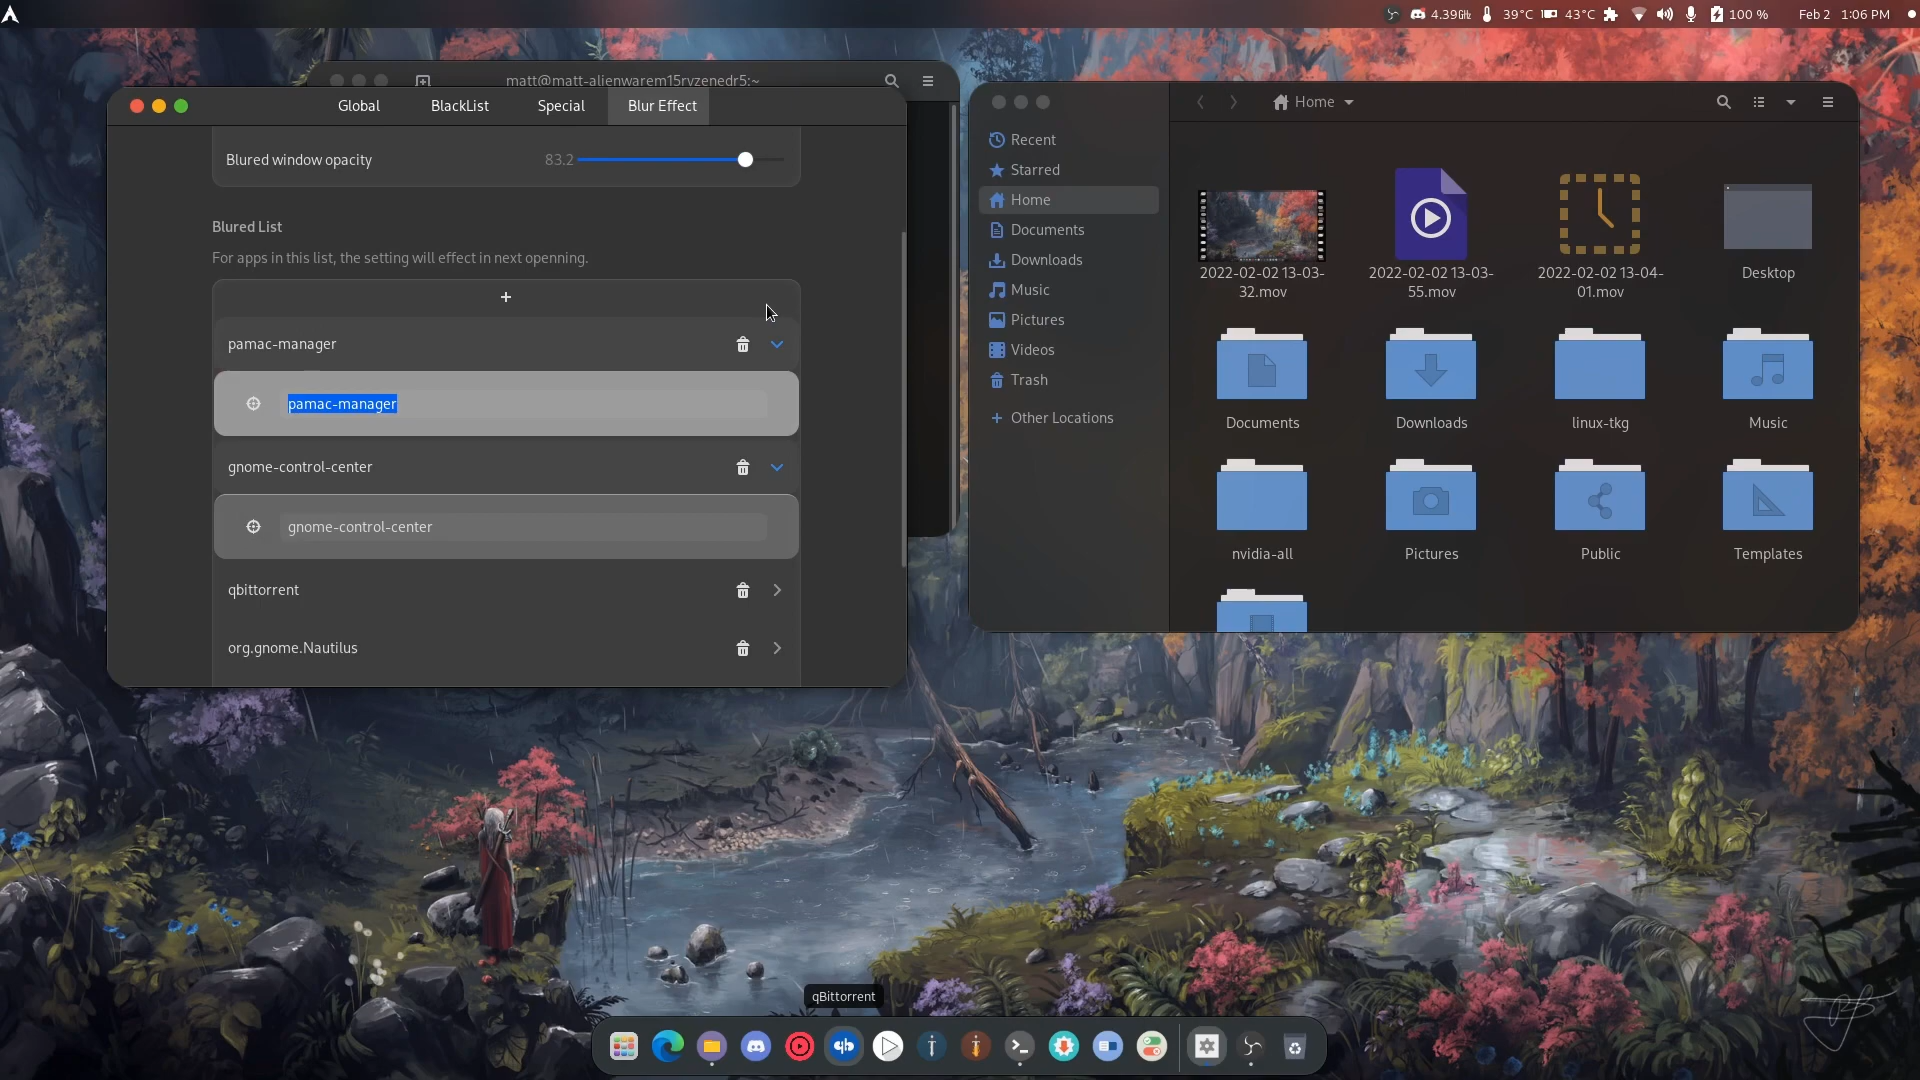 4.39GHz 39°C 43°C 100 % Feb 2 1:06 PM
matt@matt-alienwarem15ryzenedr5:~
Global BlackList Special Blur Effect
Blured window opacity 83.2
Blured List
For apps in this list, the setting will effect in next openning.
+
pamac-manager
pamac-manager
gnome-control-center
gnome-control-center
qbittorrent
org.gnome.Nautilus
Home
Recent
Starred
Home
Documents
Downloads
Music
Pictures
Videos
Trash
+ Other Locations
2022-02-02 13-03-
32.mov
2022-02-02 13-03-
55.mov
2022-02-02 13-04-
01.mov
Desktop
Documents
Downloads
linux-tkg
Music
nvidia-all
Pictures
Public
Templates
qBittorrent
qb